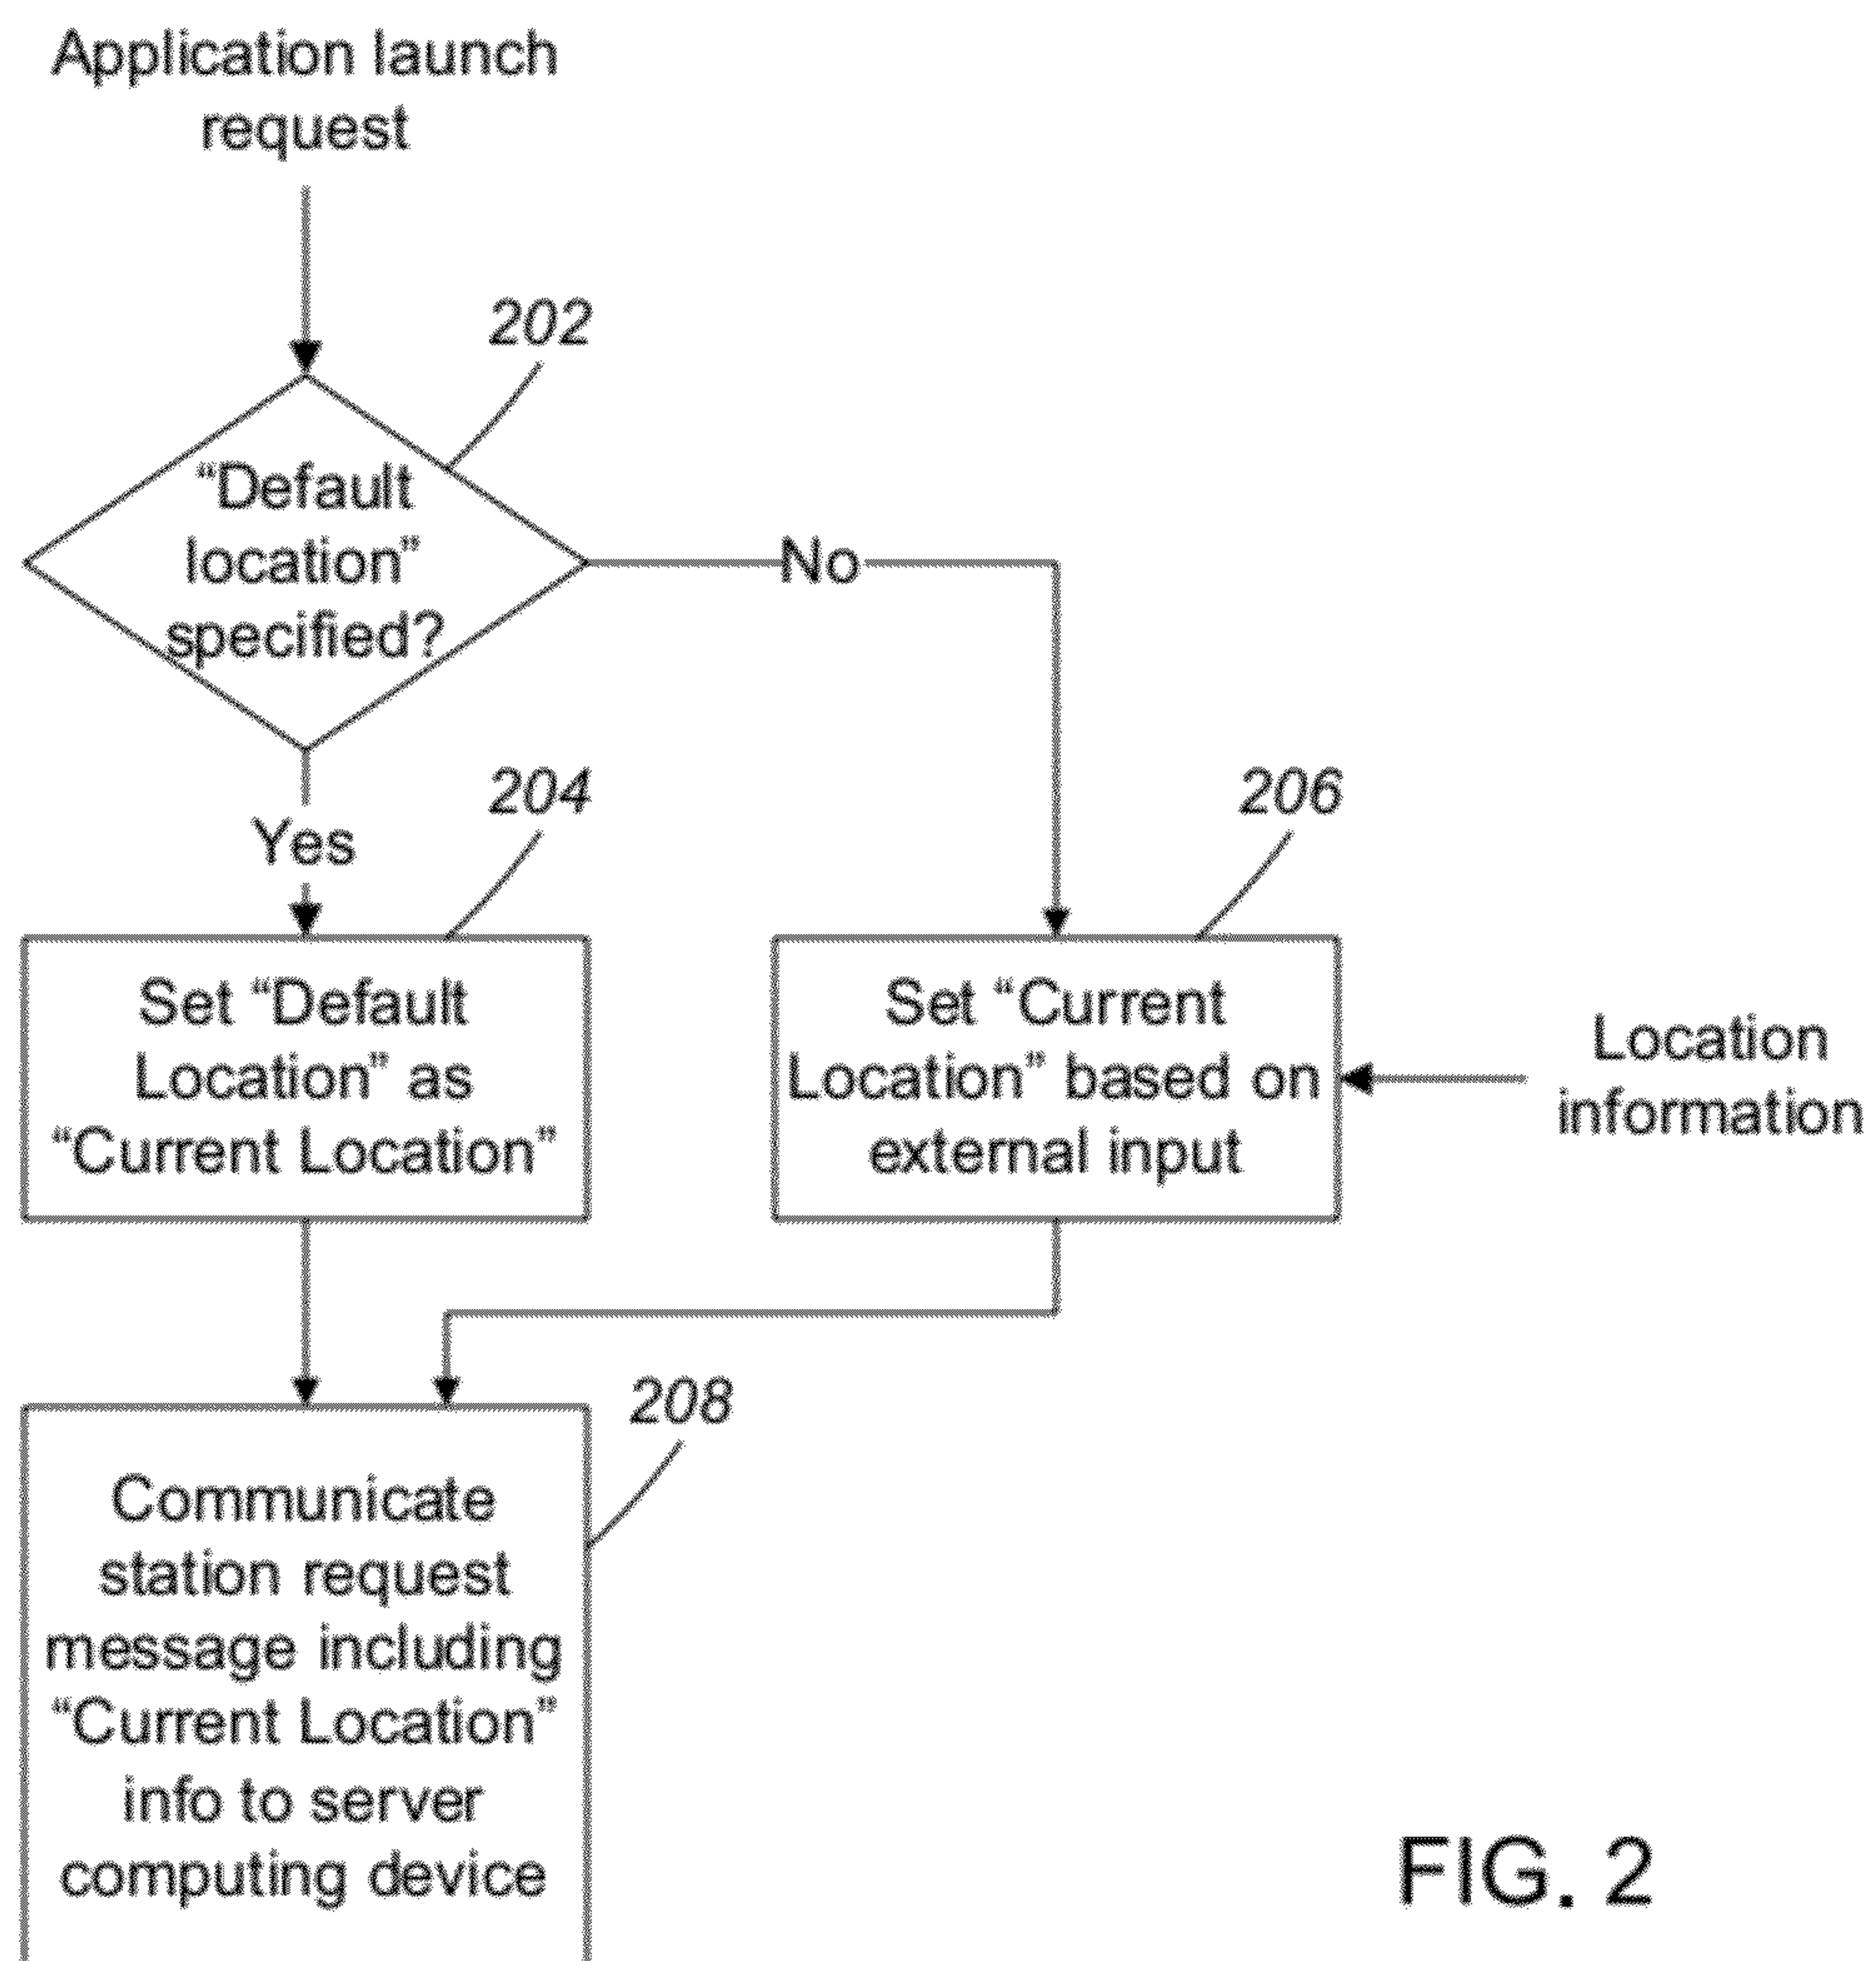 Application launch
request
202
“Default
location”
specified?
No
Yes
204
206
Set “Default
Location” as
“Current Location”
Set “Current
Location” based on
external input
Location
information
208
Communicate
station request
message including
“Current Location”
info to server
computing device
FIG. 2